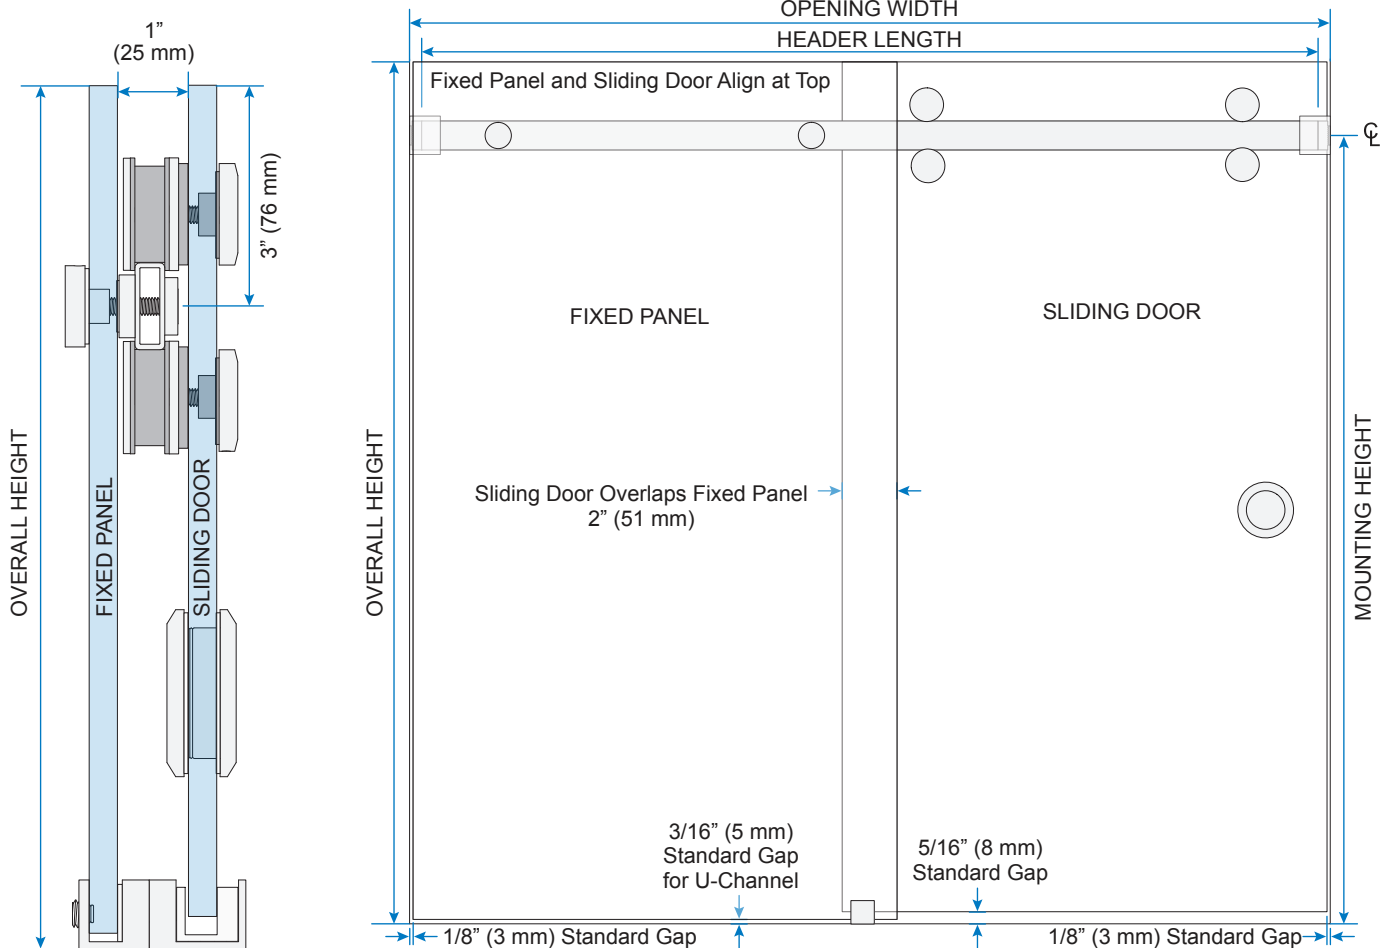 OPENING WIDTH
HEADER LENGTH
1”
(25 mm)
Fixed Panel and Sliding Door Align at Top
℄
3” (76 mm)
FIXED PANEL
SLIDING DOOR
OVERALL HEIGHT
FIXED PANEL
SLIDING DOOR
OVERALL HEIGHT
Sliding Door Overlaps Fixed Panel
2” (51 mm)
MOUNTING HEIGHT
3/16” (5 mm)
Standard Gap
for U-Channel
5/16” (8 mm)
Standard Gap
1/8” (3 mm) Standard Gap
1/8” (3 mm) Standard Gap